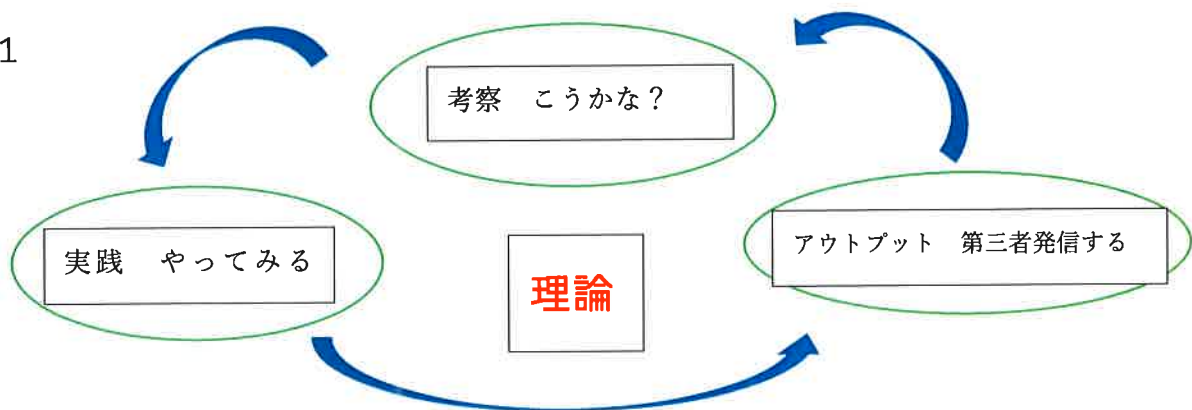 1
考察　こうかな？
実践　やってみる
アウトプット　第三者発信する
理論